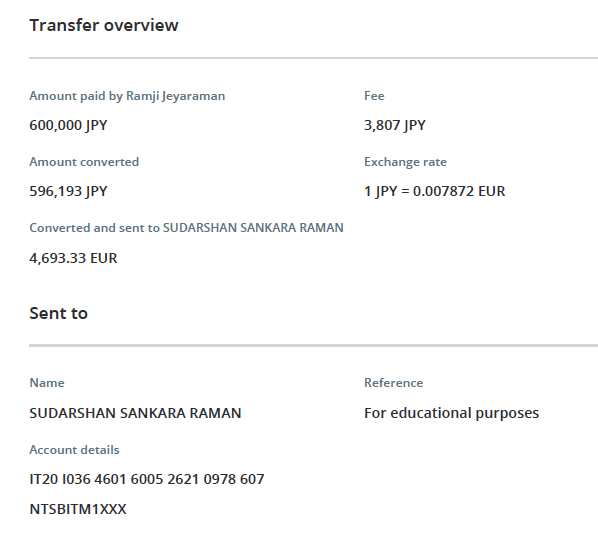 Transfer overview
Amount paid by Ramji Jeyaraman
Fee
600,000 JPY
3,807 JPY
Amount converted
Exchange rate
596,193 JPY
1 JPY = 0.007872 EUR
Converted and sent to SUDARSHAN SANKARA RAMAN
4,693.33 EUR
Sent to
Name
Reference
SUDARSHAN SANKARA RAMAN
For educational purposes
Account details
IT20 I036 4601 6005 2621 0978 607
NTSBITM1XXX